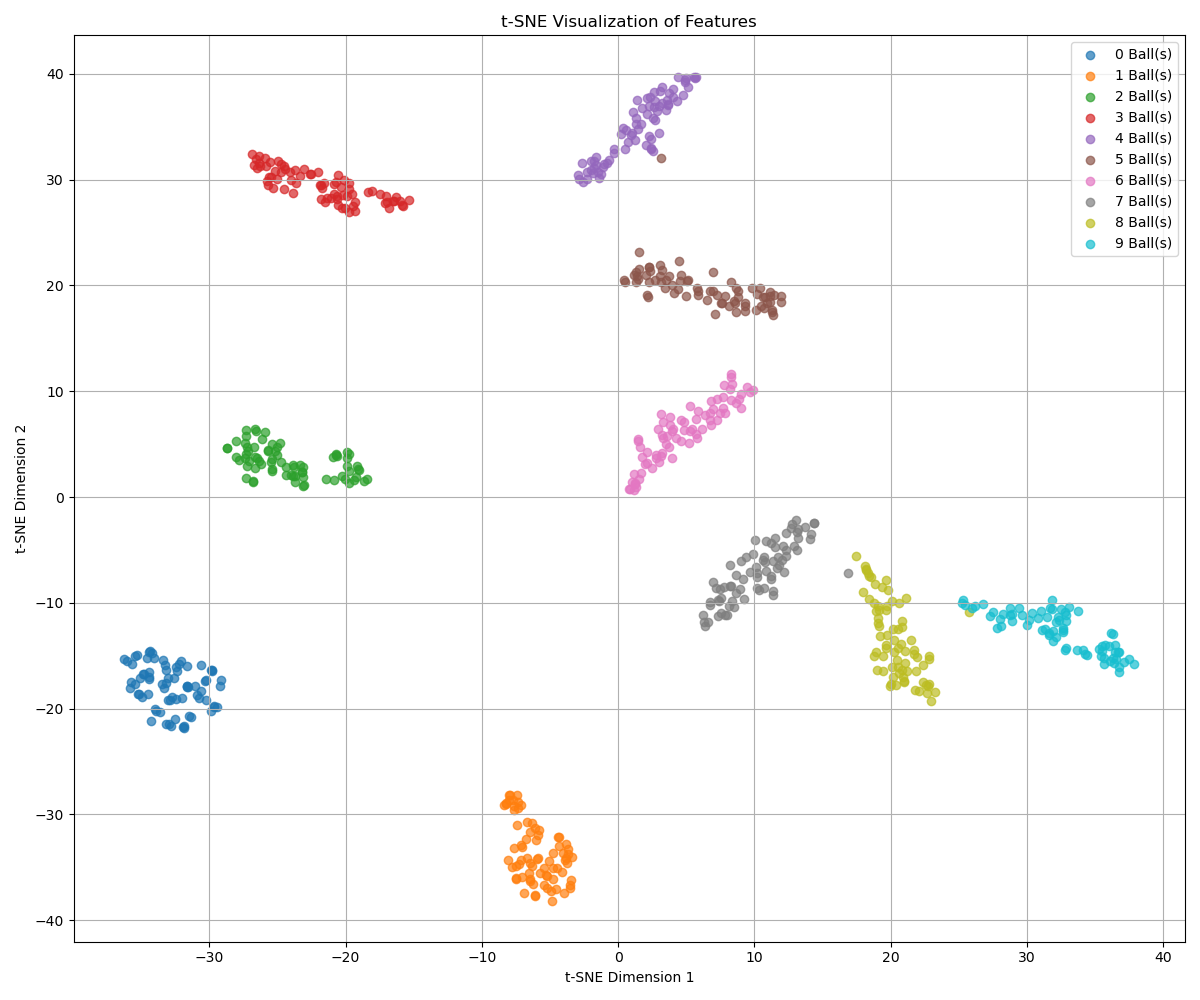 t-SNE Visualization of Features
0 Ball(s)
1 Ball(s)
2 Ball(s)
3 Ball(s)
4 Ball(s)
5 Ball(s)
6 Ball(s)
7 Ball(s)
8 Ball(s)
9 Ball(s)
t-SNE Dimension 2
40
30
20
10
0
−10
−20
−30
−40
−30
−20
−10
0
10
20
30
40
t-SNE Dimension 1